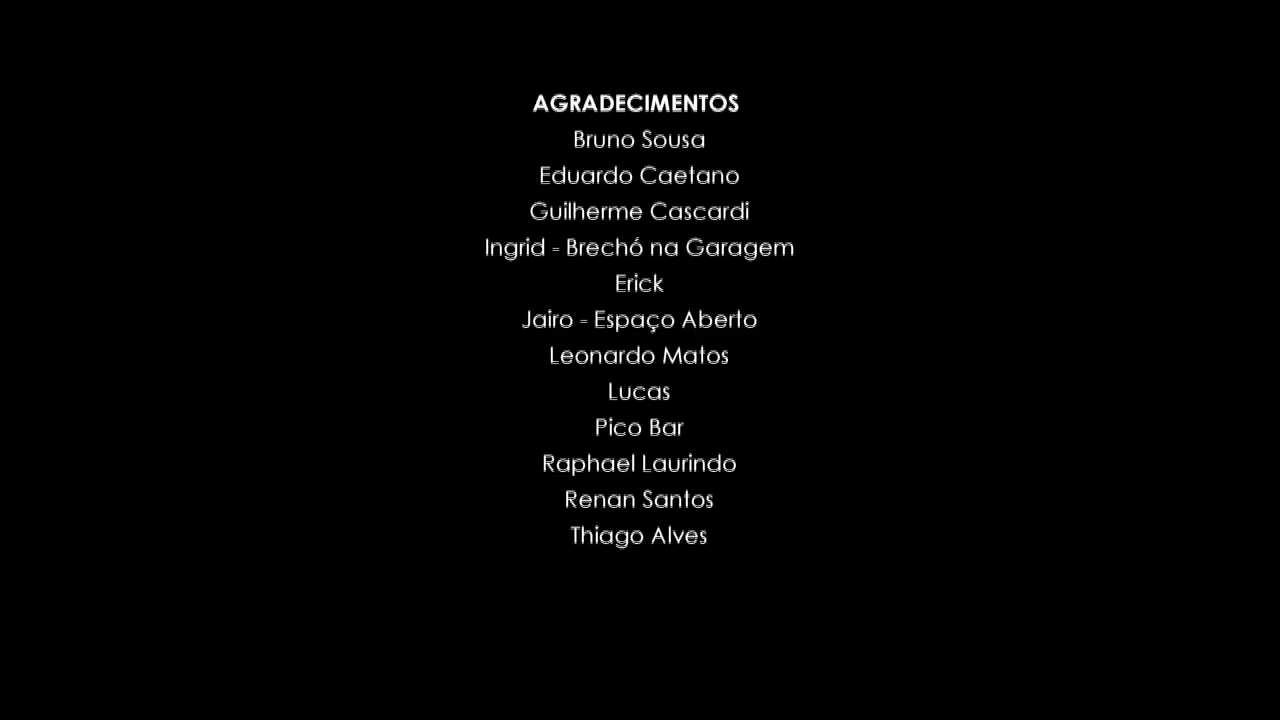 AGRADECIMENTOS
Bruno Sousa
Eduardo Caetano
Guilherme Cascardi
Ingrid - Brechó na Garagem
Erick
Jairo - Espaço Aberto
Leonardo Matos
Lucas
Pico Bar
Raphael Laurindo
Renan Santos
Thiago Alves